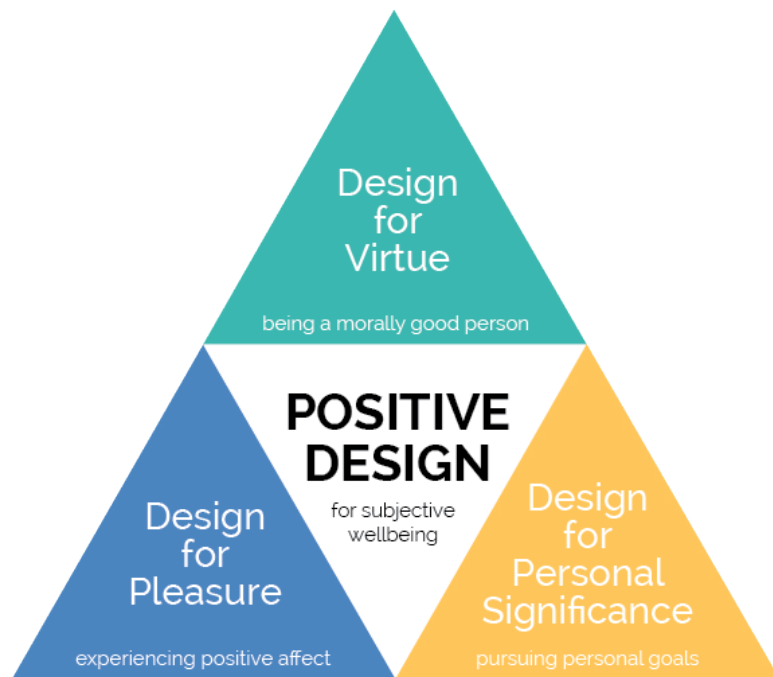 Design
for
Virtue
being a morally good person
POSITIVE
DESIGN
for subjective
wellbeing
Design
for
Pleasure
experiencing positive affect
Design
for
Personal
Significance
pursuing personal goals